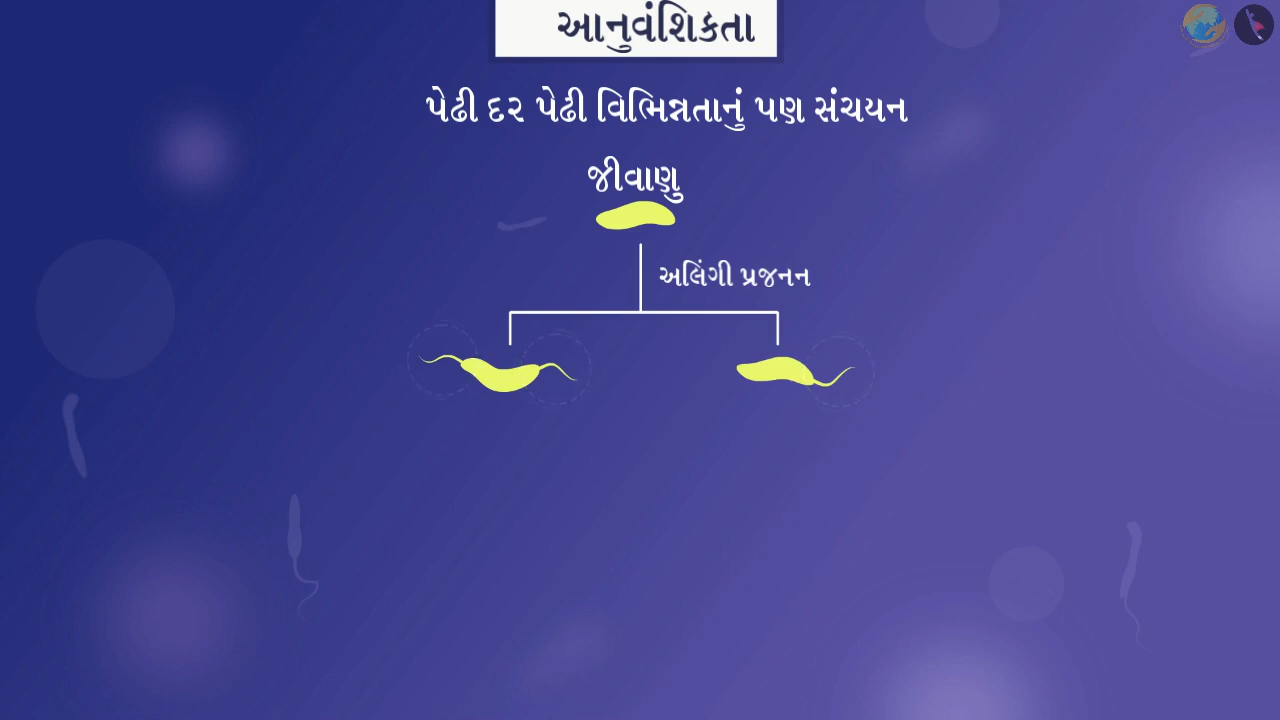 આનુવંશિકતા
પેઢી દર પેઢી વિભિન્નતાનું પણ સંચયન
જીવાણુ
અલિંગી પ્રજનન